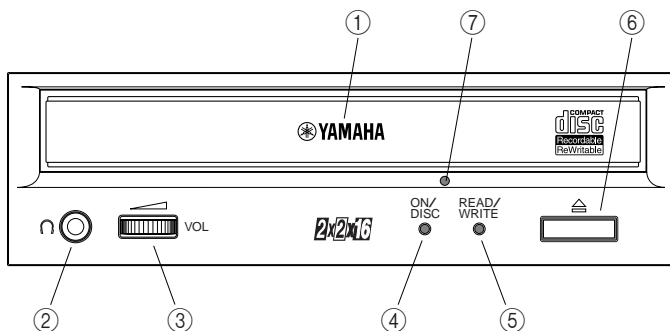 ① ⑦ ⑥
YAMAHA
COMPACT
disc
Recordable
ReWritable
ON/
DISC
READ/
WRITE
VOL
2x2x16
② ③ ④ ⑤